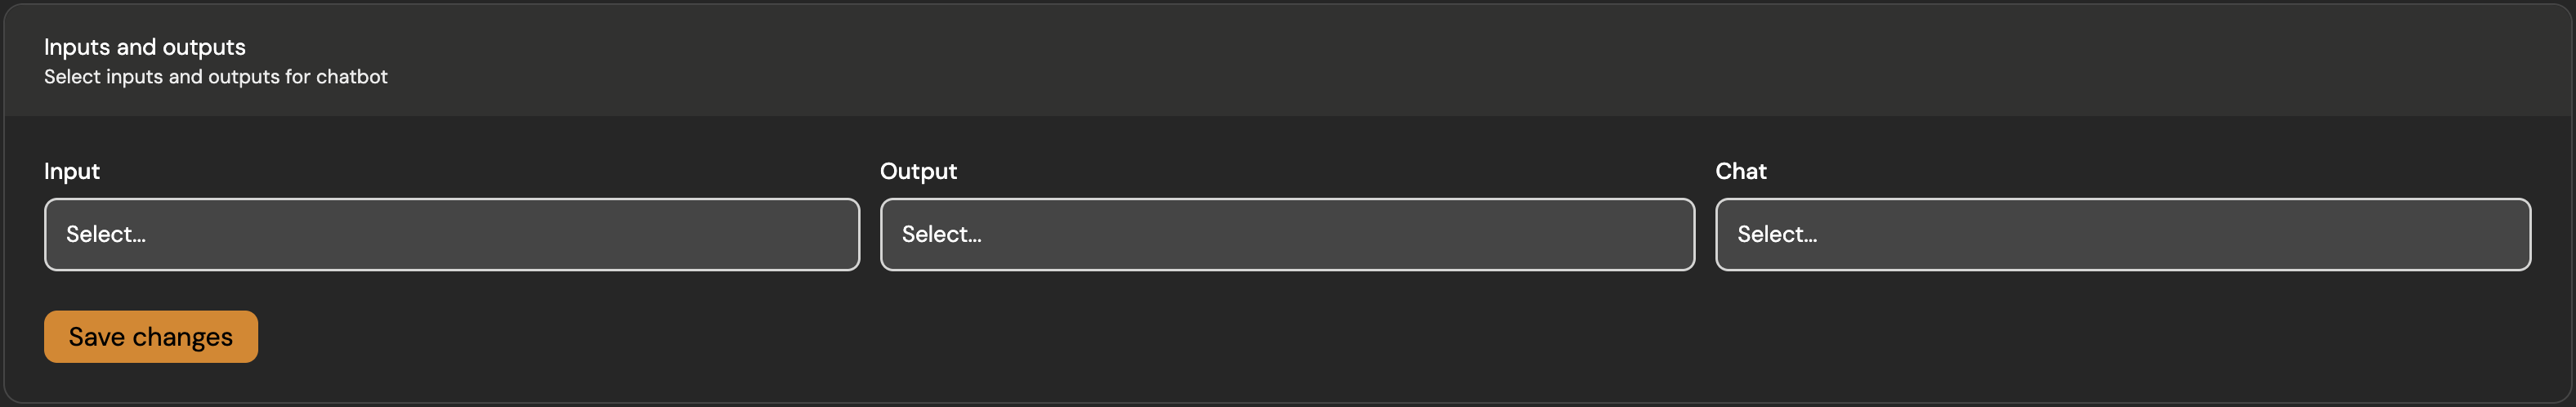 Inputs and outputs
Select inputs and outputs for chatbot
Input
Output
Chat
Select...
Select...
Select...
Save changes